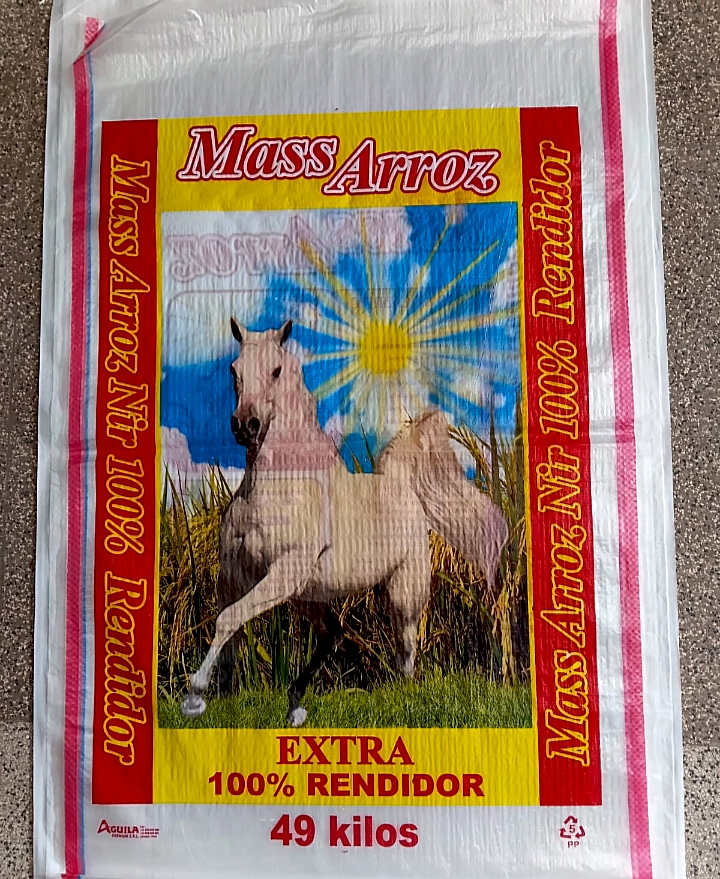 Mass Arroz
Mass Arroz Nir 100% Rendidor
Mass Arroz Nir 100% Rendidor
EXTRA
100% RENDIDOR
49 kilos
AGUILA
5
PP